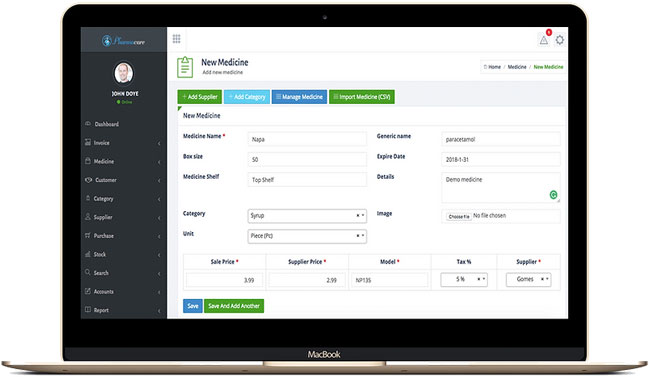 Pharmacare
New Medicine
Add new medicine
Home / Medicine / New Medicine
JOHN DOYE
Online
+ Add Supplier
+ Add Category
Manage Medicine
Import Medicine (CSV)
Dashboard
Invoice
Medicine
Customer
Category
Supplier
Purchase
Stock
Search
Accounts
Report
New Medicine
Medicine Name *
Napa
Generic name
paracetamol
Box size
50
Expire Date
2018-1-31
Medicine Shelf
Top Shelf
Details
Demo medicine
Category
Syrup
Image
Choose file No file chosen
Unit
Piece (Pc)
Sale Price * Supplier Price * Model * Tax % Supplier *
3.99 2.99 NP135 5 % Gomes
Save
Save And Add Another
MacBook